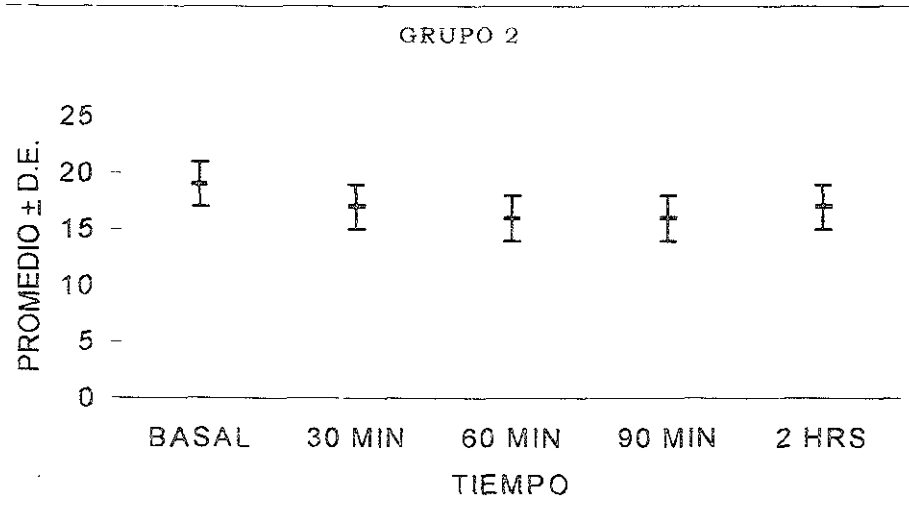 GRUPO 2
PROMEDIO ± D.E.
25
20
15
10
5
0
BASAL 30 MIN 60 MIN 90 MIN 2 HRS
TIEMPO